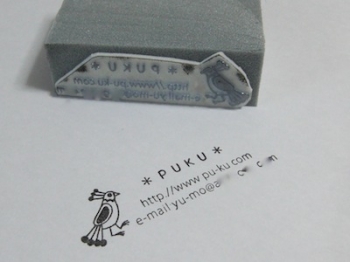 * PUKU *
http://www.pu-ku.com
e-mail yu-mo@a